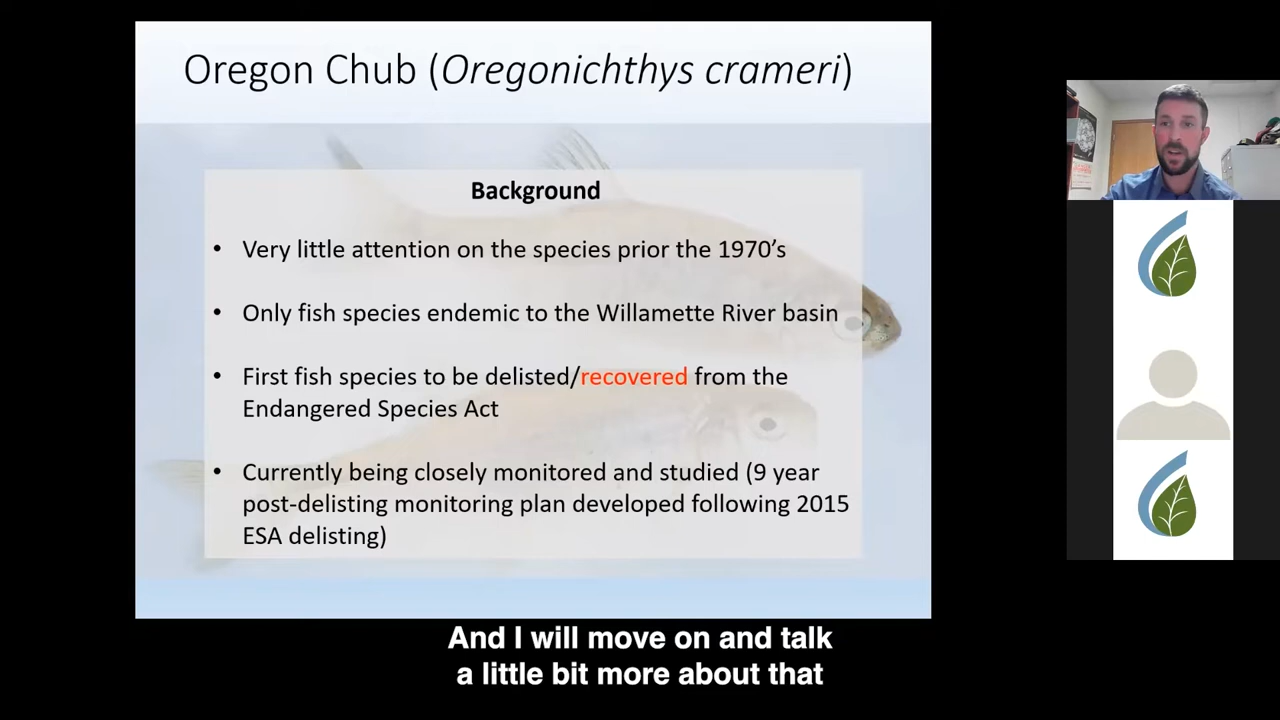 Oregon Chub (Oregonichthys crameri)
Background
• Very little attention on the species prior the 1970’s
• Only fish species endemic to the Willamette River basin
• First fish species to be delisted/recovered from the
Endangered Species Act
• Currently being closely monitored and studied (9 year
post-delisting monitoring plan developed following 2015
ESA delisting)
And I will move on and talk
a little bit more about that